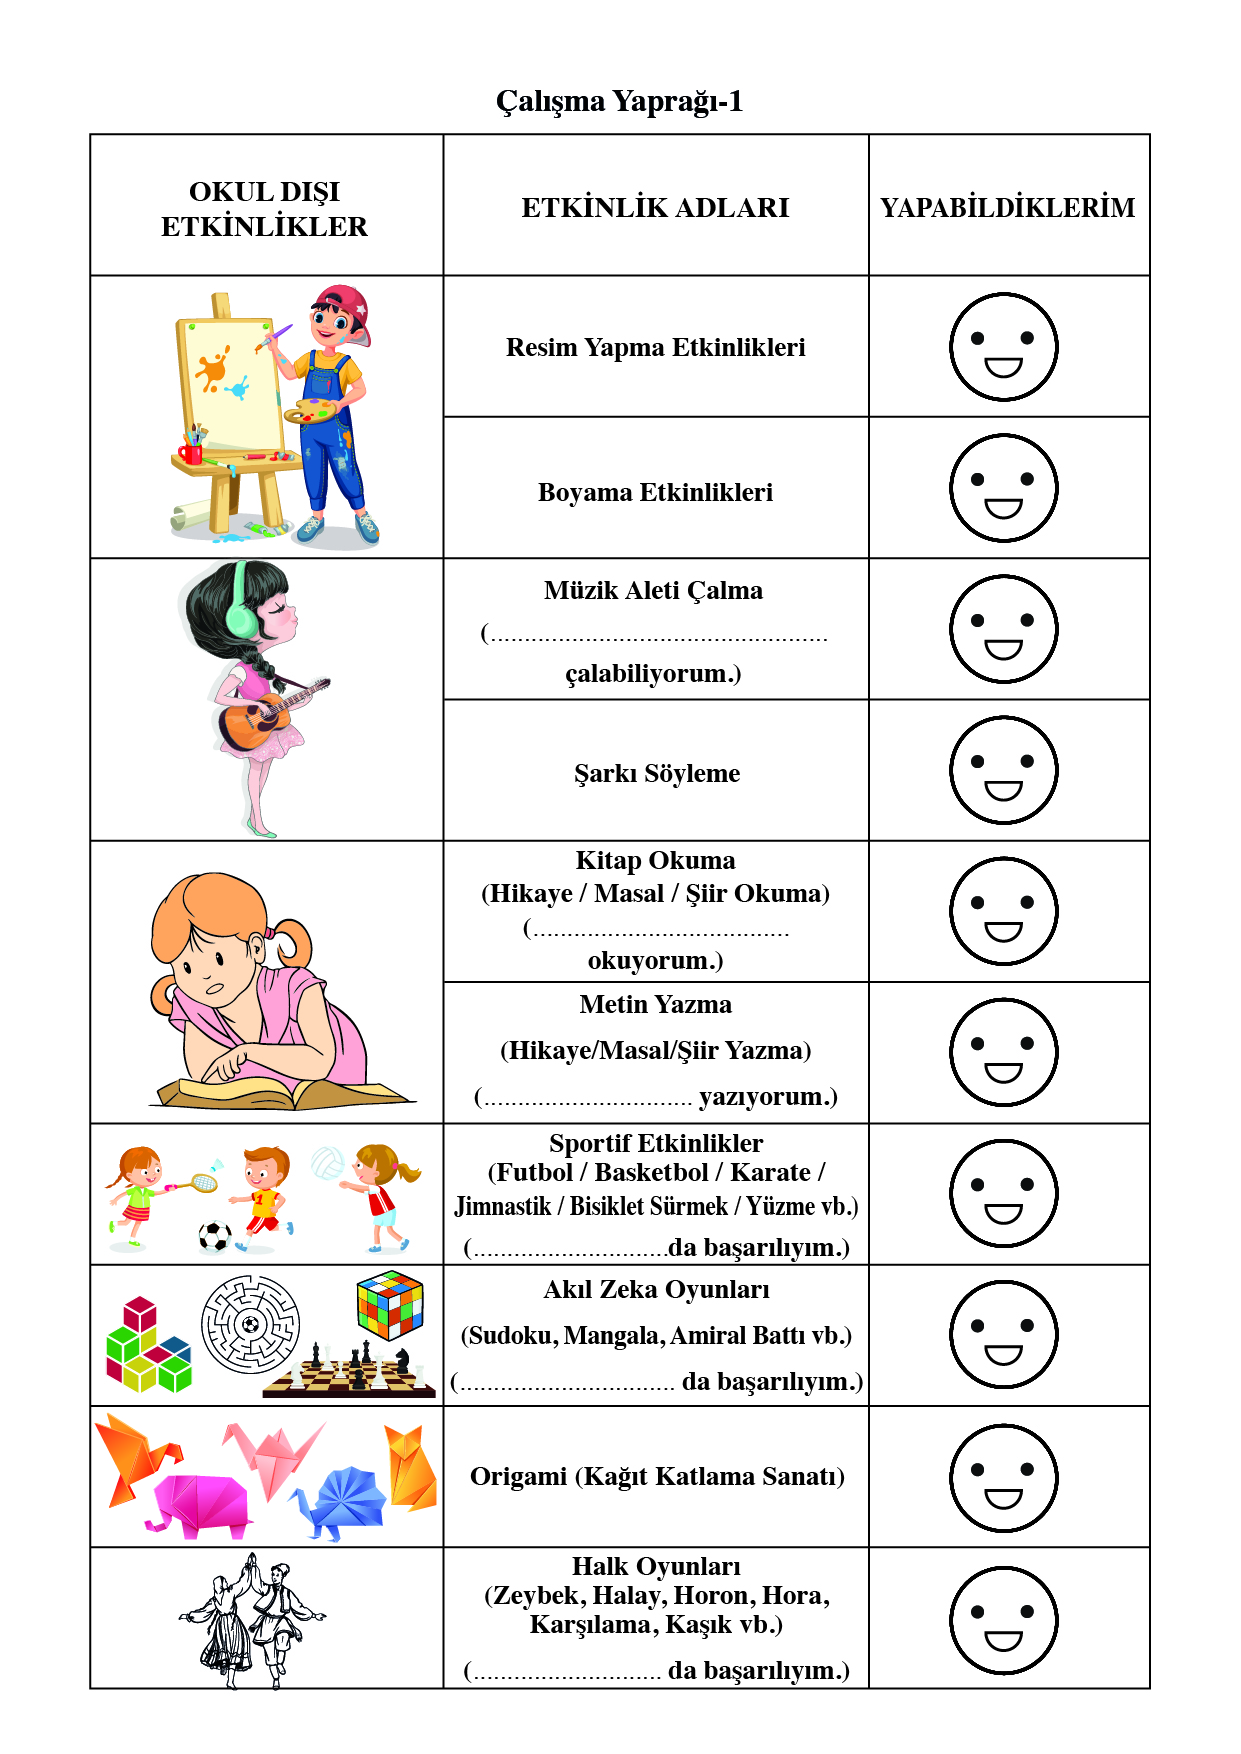 Çalışma Yaprağı-1
OKUL DIŞI
ETKİNLİKLER
ETKİNLİK ADLARI
YAPABİLDİKLERİM
Resim Yapma Etkinlikleri
Boyama Etkinlikleri
Müzik Aleti Çalma
(..................................................
çalabiliyorum.)
Şarkı Söyleme
Kitap Okuma
(Hikaye / Masal / Şiir Okuma)
(......................................
okuyorum.)
Metin Yazma
(Hikaye/Masal/Şiir Yazma)
(............................... yazıyorum.)
Sportif Etkinlikler
(Futbol / Basketbol / Karate /
Jimnastik / Bisiklet Sürmek / Yüzme vb.)
(.............................da başarılıyım.)
Akıl Zeka Oyunları
(Sudoku, Mangala, Amiral Battı vb.)
(................................ da başarılıyım.)
Origami (Kağıt Katlama Sanatı)
Halk Oyunları
(Zeybek, Halay, Horon, Hora,
Karşılama, Kaşık vb.)
(............................ da başarılıyım.)